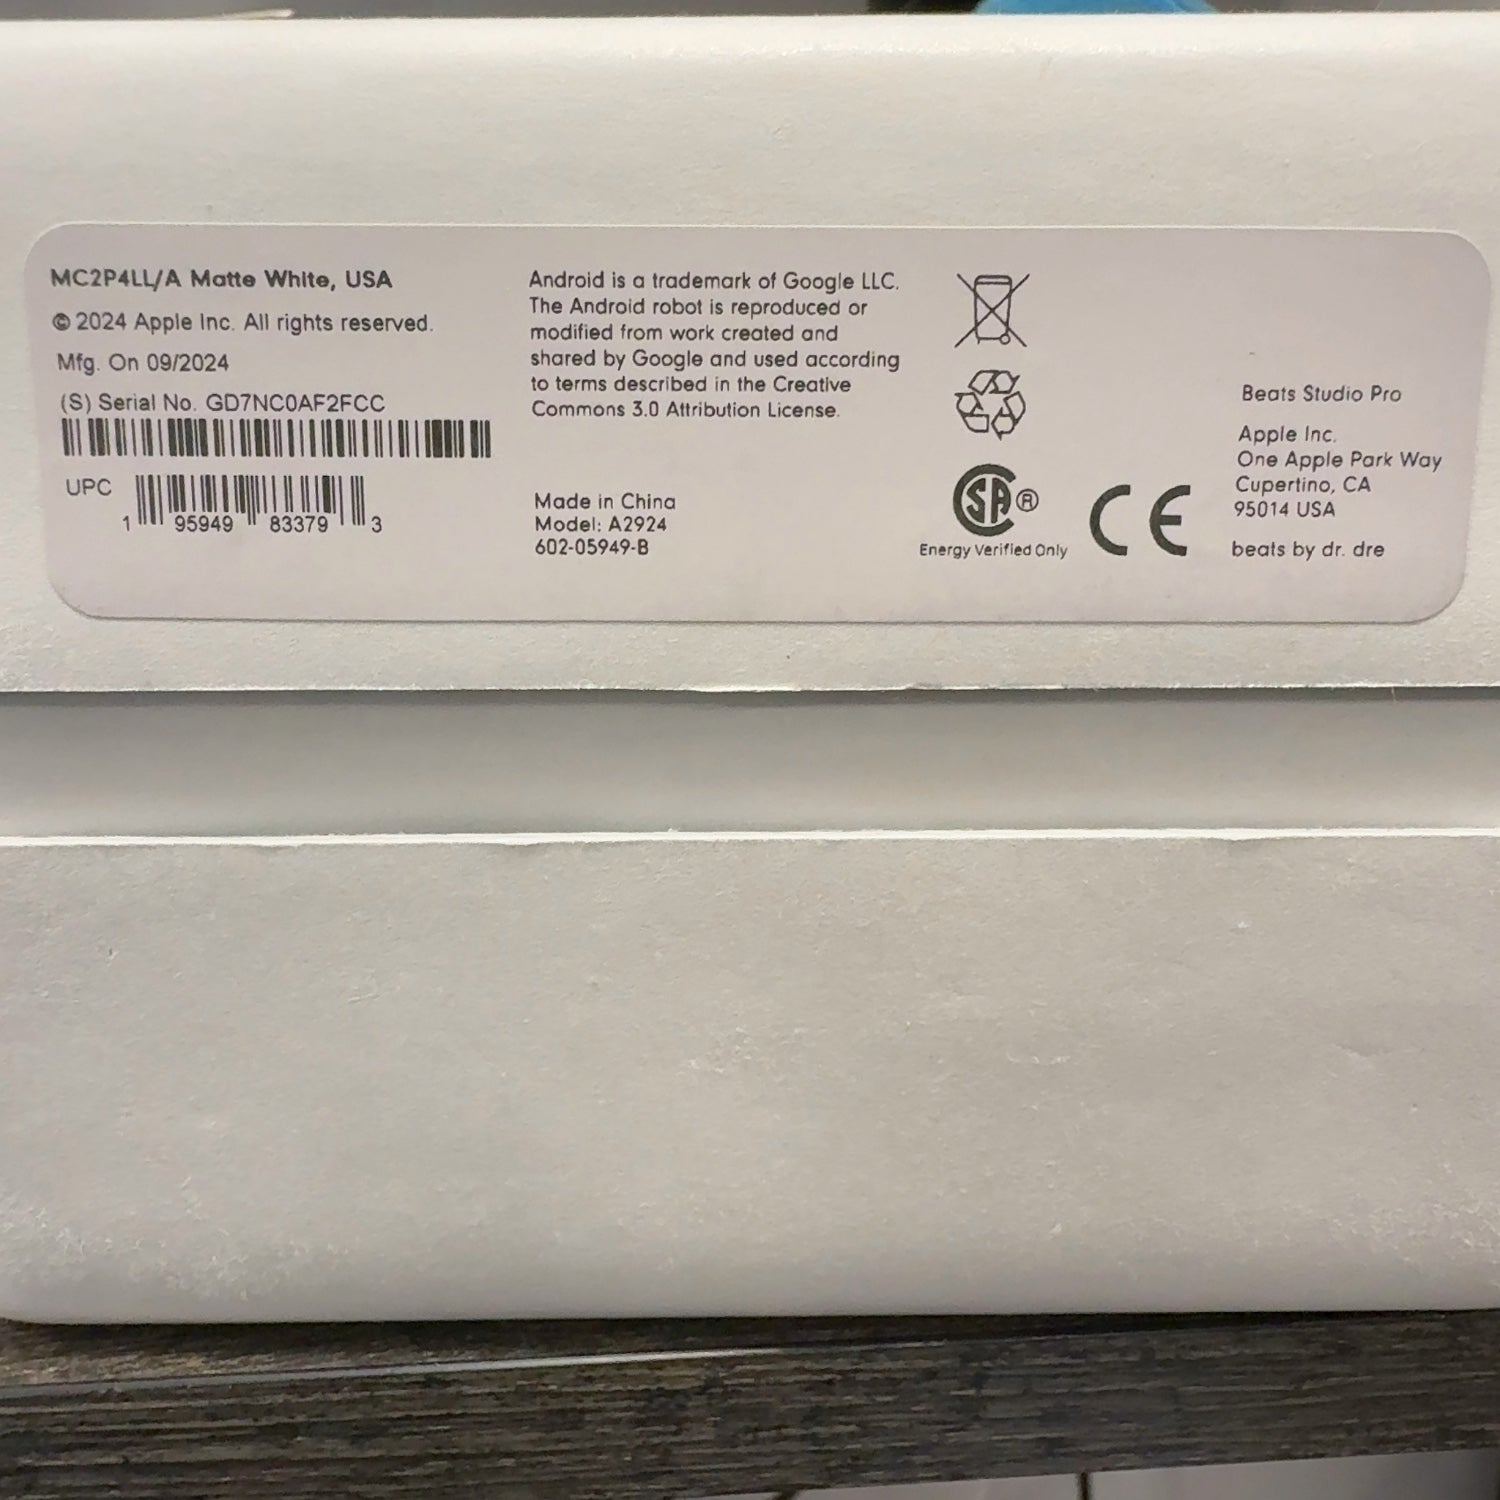 MC2P4LL/A Matte White, USA
© 2024 Apple Inc. All rights reserved.
Mfg. On 09/2024
(S) Serial No. GD7NC0AF2FCC
UPC
1 95949 83379 3
Android is a trademark of Google LLC.
The Android robot is reproduced or
modified from work created and
shared by Google and used according
to terms described in the Creative
Commons 3.0 Attribution License.
Made in China
Model: A2924
602-05949-B
SA®
Energy Verified Only
CE
Beats Studio Pro
Apple Inc.
One Apple Park Way
Cupertino, CA
95014 USA
beats by dr. dre